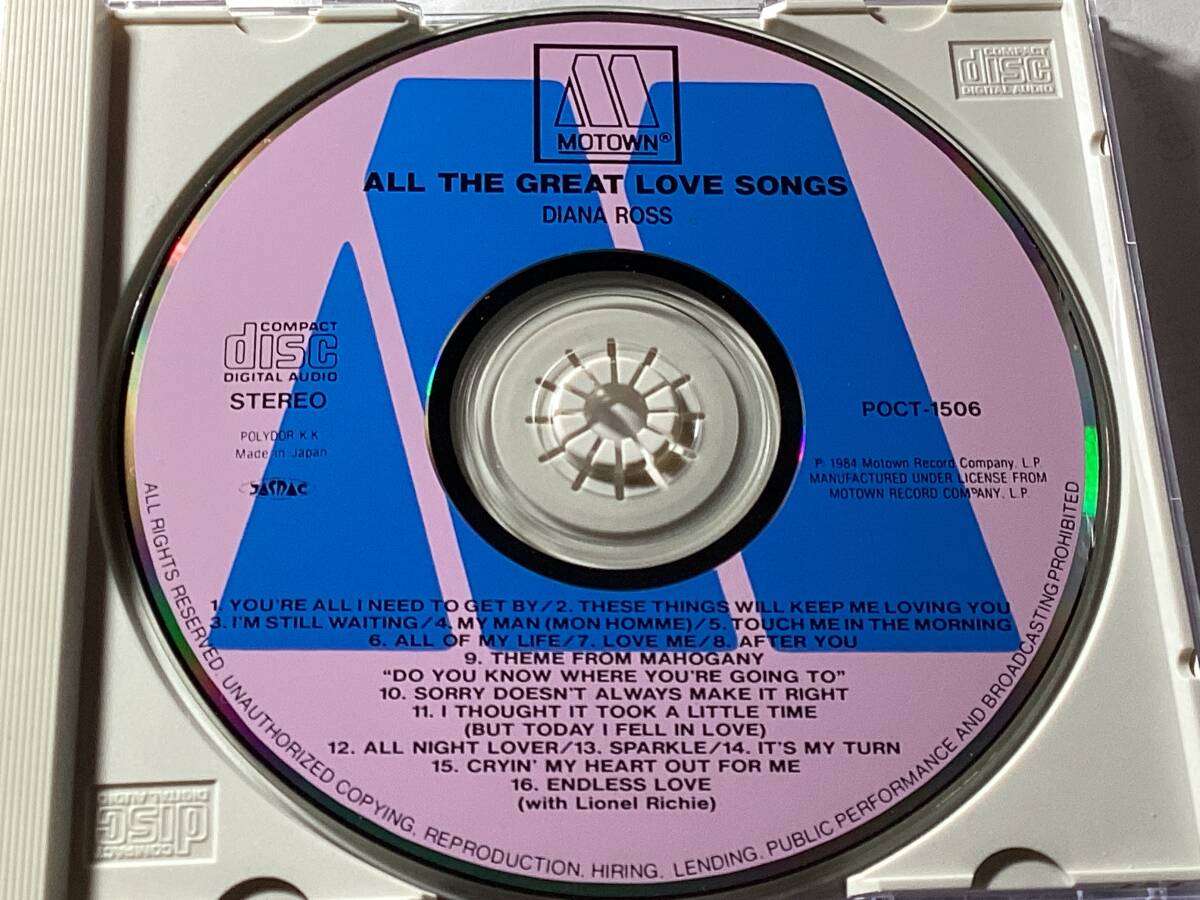 MOTOWN®
ALL THE GREAT LOVE SONGS
DIANA ROSS
COMPACT
disc
DIGITAL AUDIO
COMPACT
disc
DIGITAL AUDIO
STEREO
POLYDOR K.K
Made in Japan
JASRAC
POCT-1506
℗ 1984 Motown Record Company. L.P.
MANUFACTURED UNDER LICENSE FROM
MOTOWN RECORD COMPANY. L.P.
1. YOU'RE ALL I NEED TO GET BY/2. THESE THINGS WILL KEEP ME LOVING YOU
3. I'M STILL WAITING/4. MY MAN (MON HOMME)/5. TOUCH ME IN THE MORNING
6. ALL OF MY LIFE/7. LOVE ME/8. AFTER YOU
9. THEME FROM MAHOGANY
“DO YOU KNOW WHERE YOU'RE GOING TO”
10. SORRY DOESN'T ALWAYS MAKE IT RIGHT
11. I THOUGHT IT TOOK A LITTLE TIME
(BUT TODAY I FELL IN LOVE)
12. ALL NIGHT LOVER/13. SPARKLE/14. IT'S MY TURN
15. CRYIN' MY HEART OUT FOR ME
16. ENDLESS LOVE
(with Lionel Richie)
ALL RIGHTS RESERVED. UNAUTHORIZED COPYING. REPRODUCTION. HIRING. LENDING. PUBLIC PERFORMANCE AND BROADCASTING PROHIBITED
COMPACT
disc
DIGITAL AUDIO